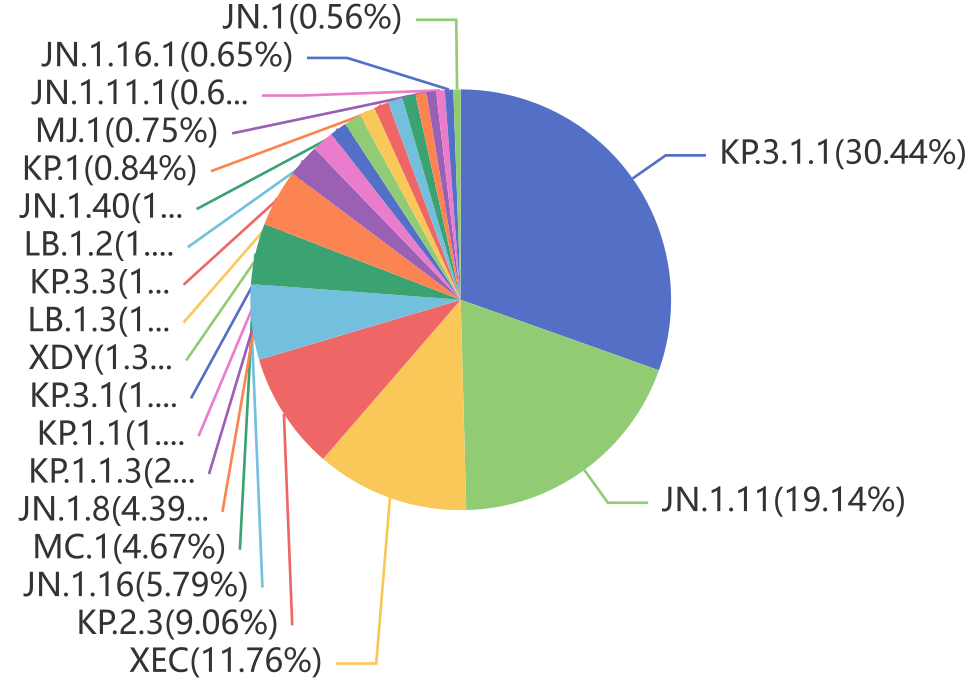 JN.1(0.56%)
JN.1.16.1(0.65%)
JN.1.11.1(0.6...
MJ.1(0.75%)
KP.1(0.84%)
JN.1.40(1...
LB.1.2(1....
KP.3.3(1...
LB.1.3(1...
XDY(1.3...
KP.3.1(1....
KP.1.1(1....
KP.1.1.3(2...
JN.1.8(4.39...
MC.1(4.67%)
JN.1.16(5.79%)
KP.2.3(9.06%)
XEC(11.76%)
KP.3.1.1(30.44%)
JN.1.11(19.14%)